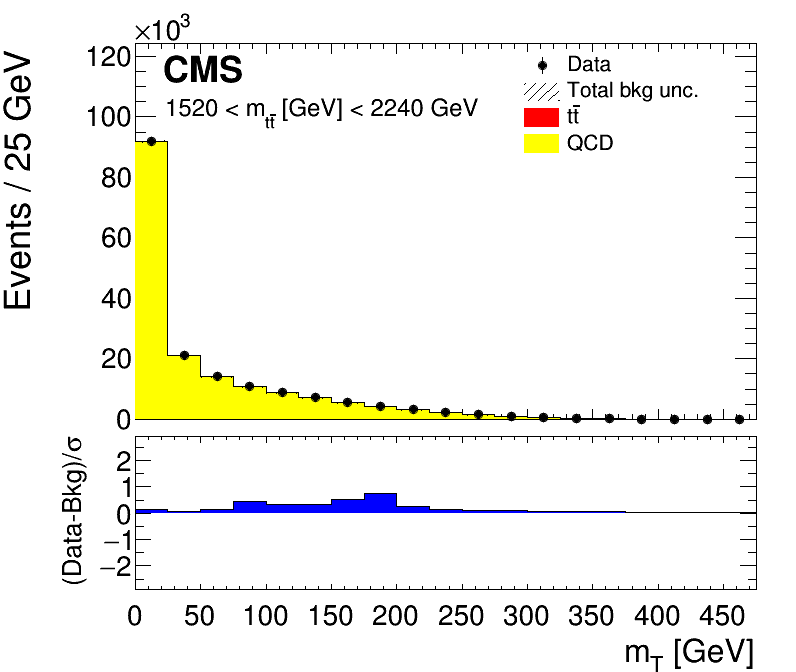 ×10³
Events / 25 GeV
120
100
80
60
40
20
0
CMS
1520 < m_tt̄ [GeV] < 2240 GeV
Data
Total bkg unc.
tt̄
QCD
(Data-Bkg)/σ
2
1
0
−1
−2
0 50 100 150 200 250 300 350 400 450
m_T [GeV]